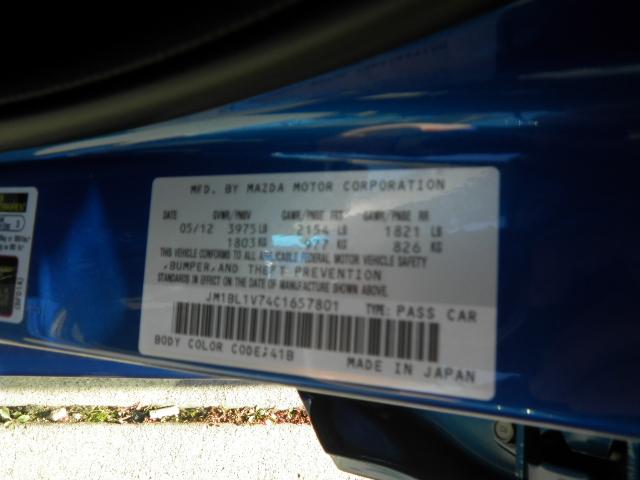 MFD. BY MAZDA MOTOR CORPORATION
DATE GVWR/PNBV GAWR/PNBE FRT GAWR/PNBE RR
05/12 3975 LB 2154 LB 1821 LB
1803 KG 977 KG 826 KG
THIS VEHICLE CONFORMS TO ALL APPLICABLE FEDERAL MOTOR VEHICLE SAFETY
,BUMPER,AND THEFT PREVENTION
STANDARDS IN EFFECT ON THE DATE OF MANUFACTURE SHOWN ABOVE.
JM1BL1V74C1657801 TYPE: PASS CAR
BODY COLOR CODE:41B MADE IN JAPAN